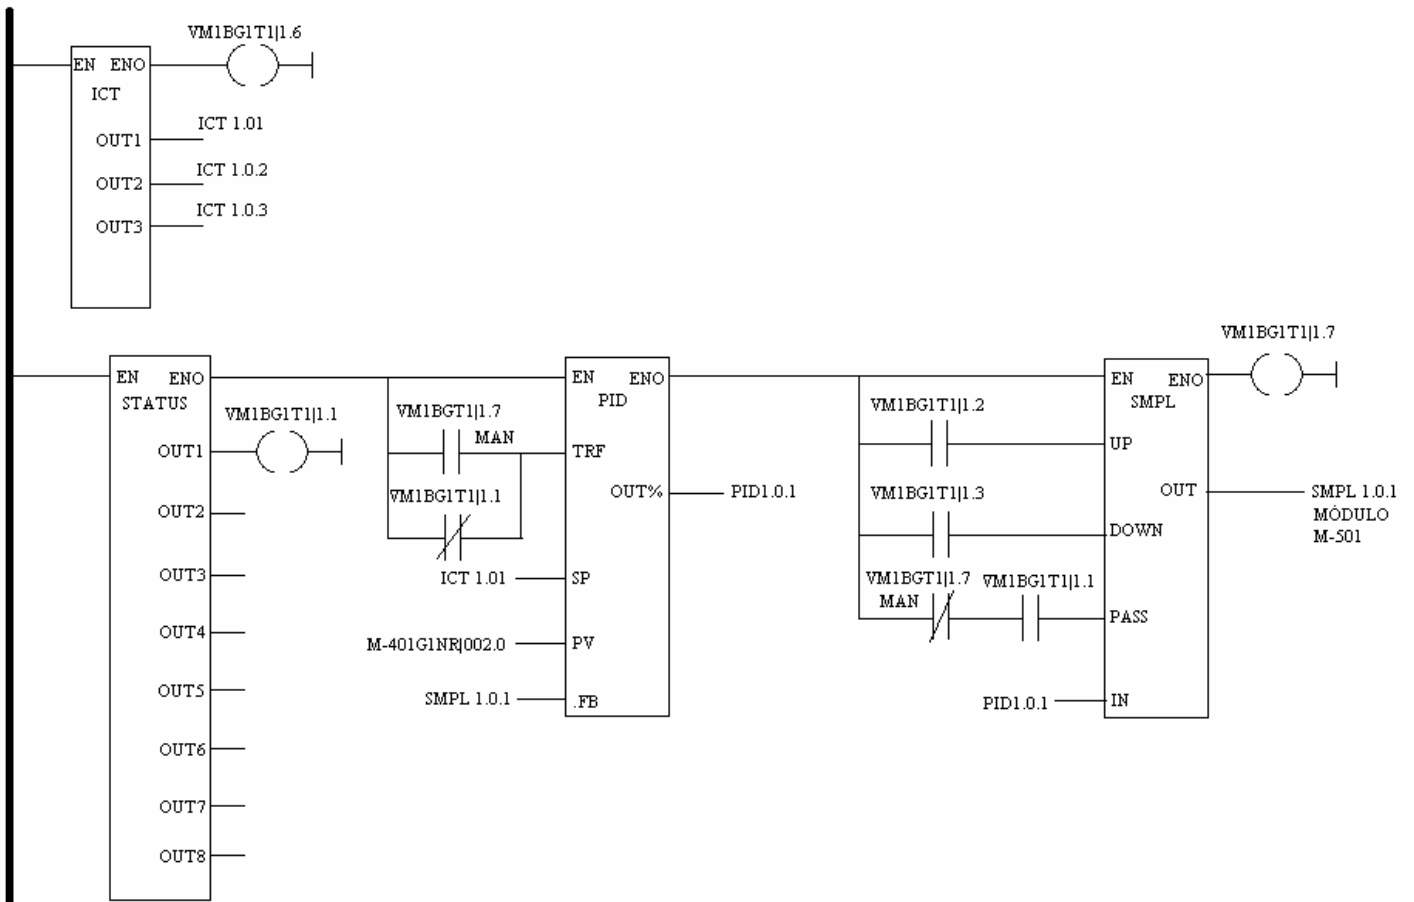 VM1BG1T1|1.6
EN ENO
ICT
OUT1
ICT 1.01
OUT2
ICT 1.0.2
OUT3
ICT 1.0.3
EN ENO
STATUS
VM1BG1T1|1.1
OUT1
OUT2
OUT3
OUT4
OUT5
OUT6
OUT7
OUT8
VM1BGT1|1.7
MAN
VM1BG1T1|1.1
ICT 1.01
M-401G1NR|002.0
SMPL 1.0.1
EN ENO
PID
TRF
OUT%
PID1.0.1
SP
PV
.FB
VM1BG1T1|1.2
VM1BG1T1|1.3
VM1BGT1|1.7
MAN
VM1BG1T1|1.1
PID1.0.1
EN ENO
SMPL
UP
OUT
DOWN
PASS
IN
VM1BG1T1|1.7
SMPL 1.0.1
MÓDULO
M-501